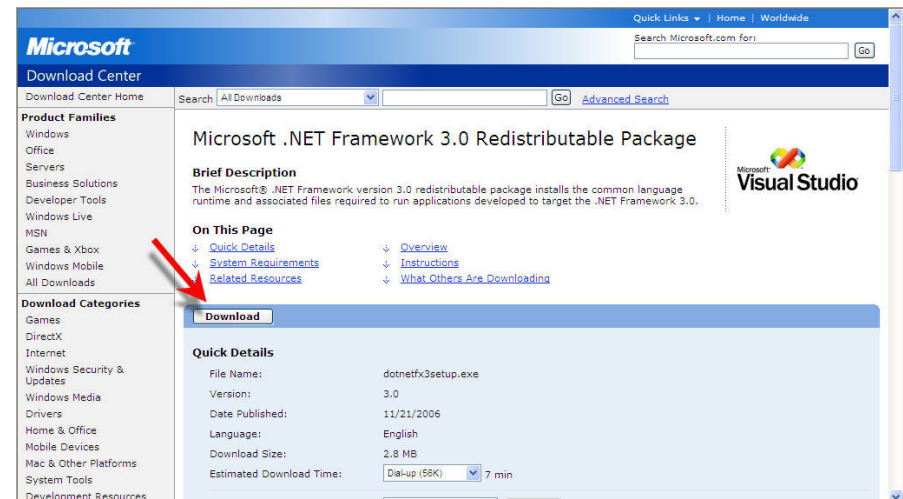 Quick Links | Home | Worldwide
Microsoft
Search Microsoft.com for:
Go
Download Center
Download Center Home
Search All Downloads Go Advanced Search
Product Families
Windows
Office
Servers
Business Solutions
Developer Tools
Windows Live
MSN
Games & Xbox
Windows Mobile
All Downloads
Download Categories
Games
DirectX
Internet
Windows Security &
Updates
Windows Media
Drivers
Home & Office
Mobile Devices
Mac & Other Platforms
System Tools
Development Resources
Microsoft .NET Framework 3.0 Redistributable Package
Microsoft
Visual Studio
Brief Description
The Microsoft® .NET Framework version 3.0 redistributable package installs the common language
runtime and associated files required to run applications developed to target the .NET Framework 3.0.
On This Page
Quick Details
Overview
System Requirements
Instructions
Related Resources
What Others Are Downloading
Download
Quick Details
File Name: dotnetfx3setup.exe
Version: 3.0
Date Published: 11/21/2006
Language: English
Download Size: 2.8 MB
Estimated Download Time: Dial-up (56K) 7 min